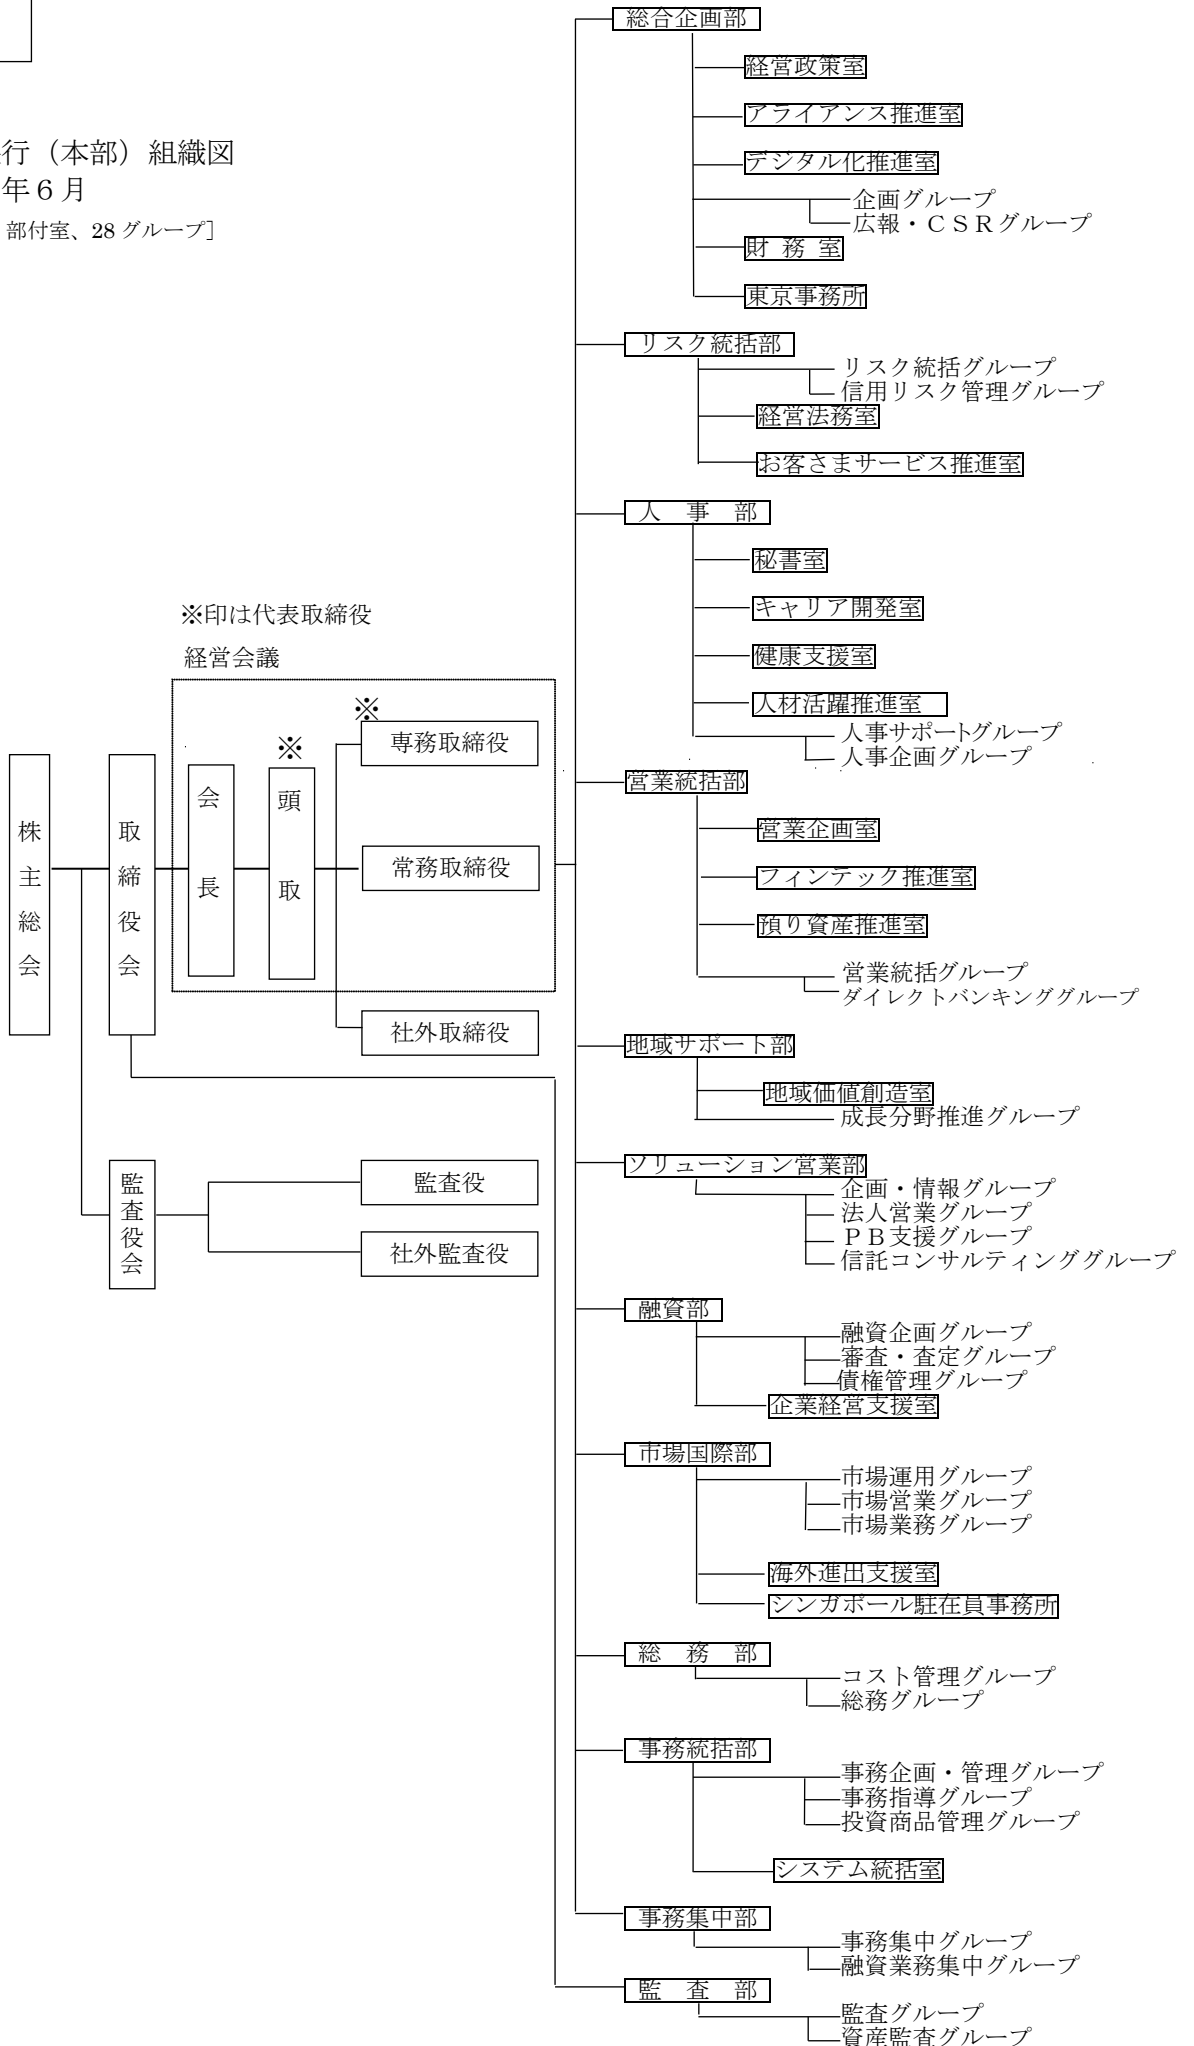 行（本部）組織図
年６月
部付室、28 グループ］
総合企画部
経営政策室
アライアンス推進室
デジタル化推進室
企画グループ
広報・ＣＳＲグループ
財 務 室
東京事務所
リスク統括部
リスク統括グループ
信用リスク管理グループ
経営法務室
お客さまサービス推進室
人　事　部
秘書室
キャリア開発室
健康支援室
人材活躍推進室
人事サポートグループ
人事企画グループ
※印は代表取締役
経営会議
株主総会
取締役会
会長
※
頭取
※
専務取締役
常務取締役
社外取締役
監査役会
監査役
社外監査役
営業統括部
営業企画室
フィンテック推進室
預り資産推進室
営業統括グループ
ダイレクトバンキンググループ
地域サポート部
地域価値創造室
成長分野推進グループ
ソリューション営業部
企画・情報グループ
法人営業グループ
ＰＢ支援グループ
信託コンサルティンググループ
融資部
融資企画グループ
審査・査定グループ
債権管理グループ
企業経営支援室
市場国際部
市場運用グループ
市場営業グループ
市場業務グループ
海外進出支援室
シンガポール駐在員事務所
総　務　部
コスト管理グループ
総務グループ
事務統括部
事務企画・管理グループ
事務指導グループ
投資商品管理グループ
システム統括室
事務集中部
事務集中グループ
融資業務集中グループ
監　査　部
監査グループ
資産監査グループ